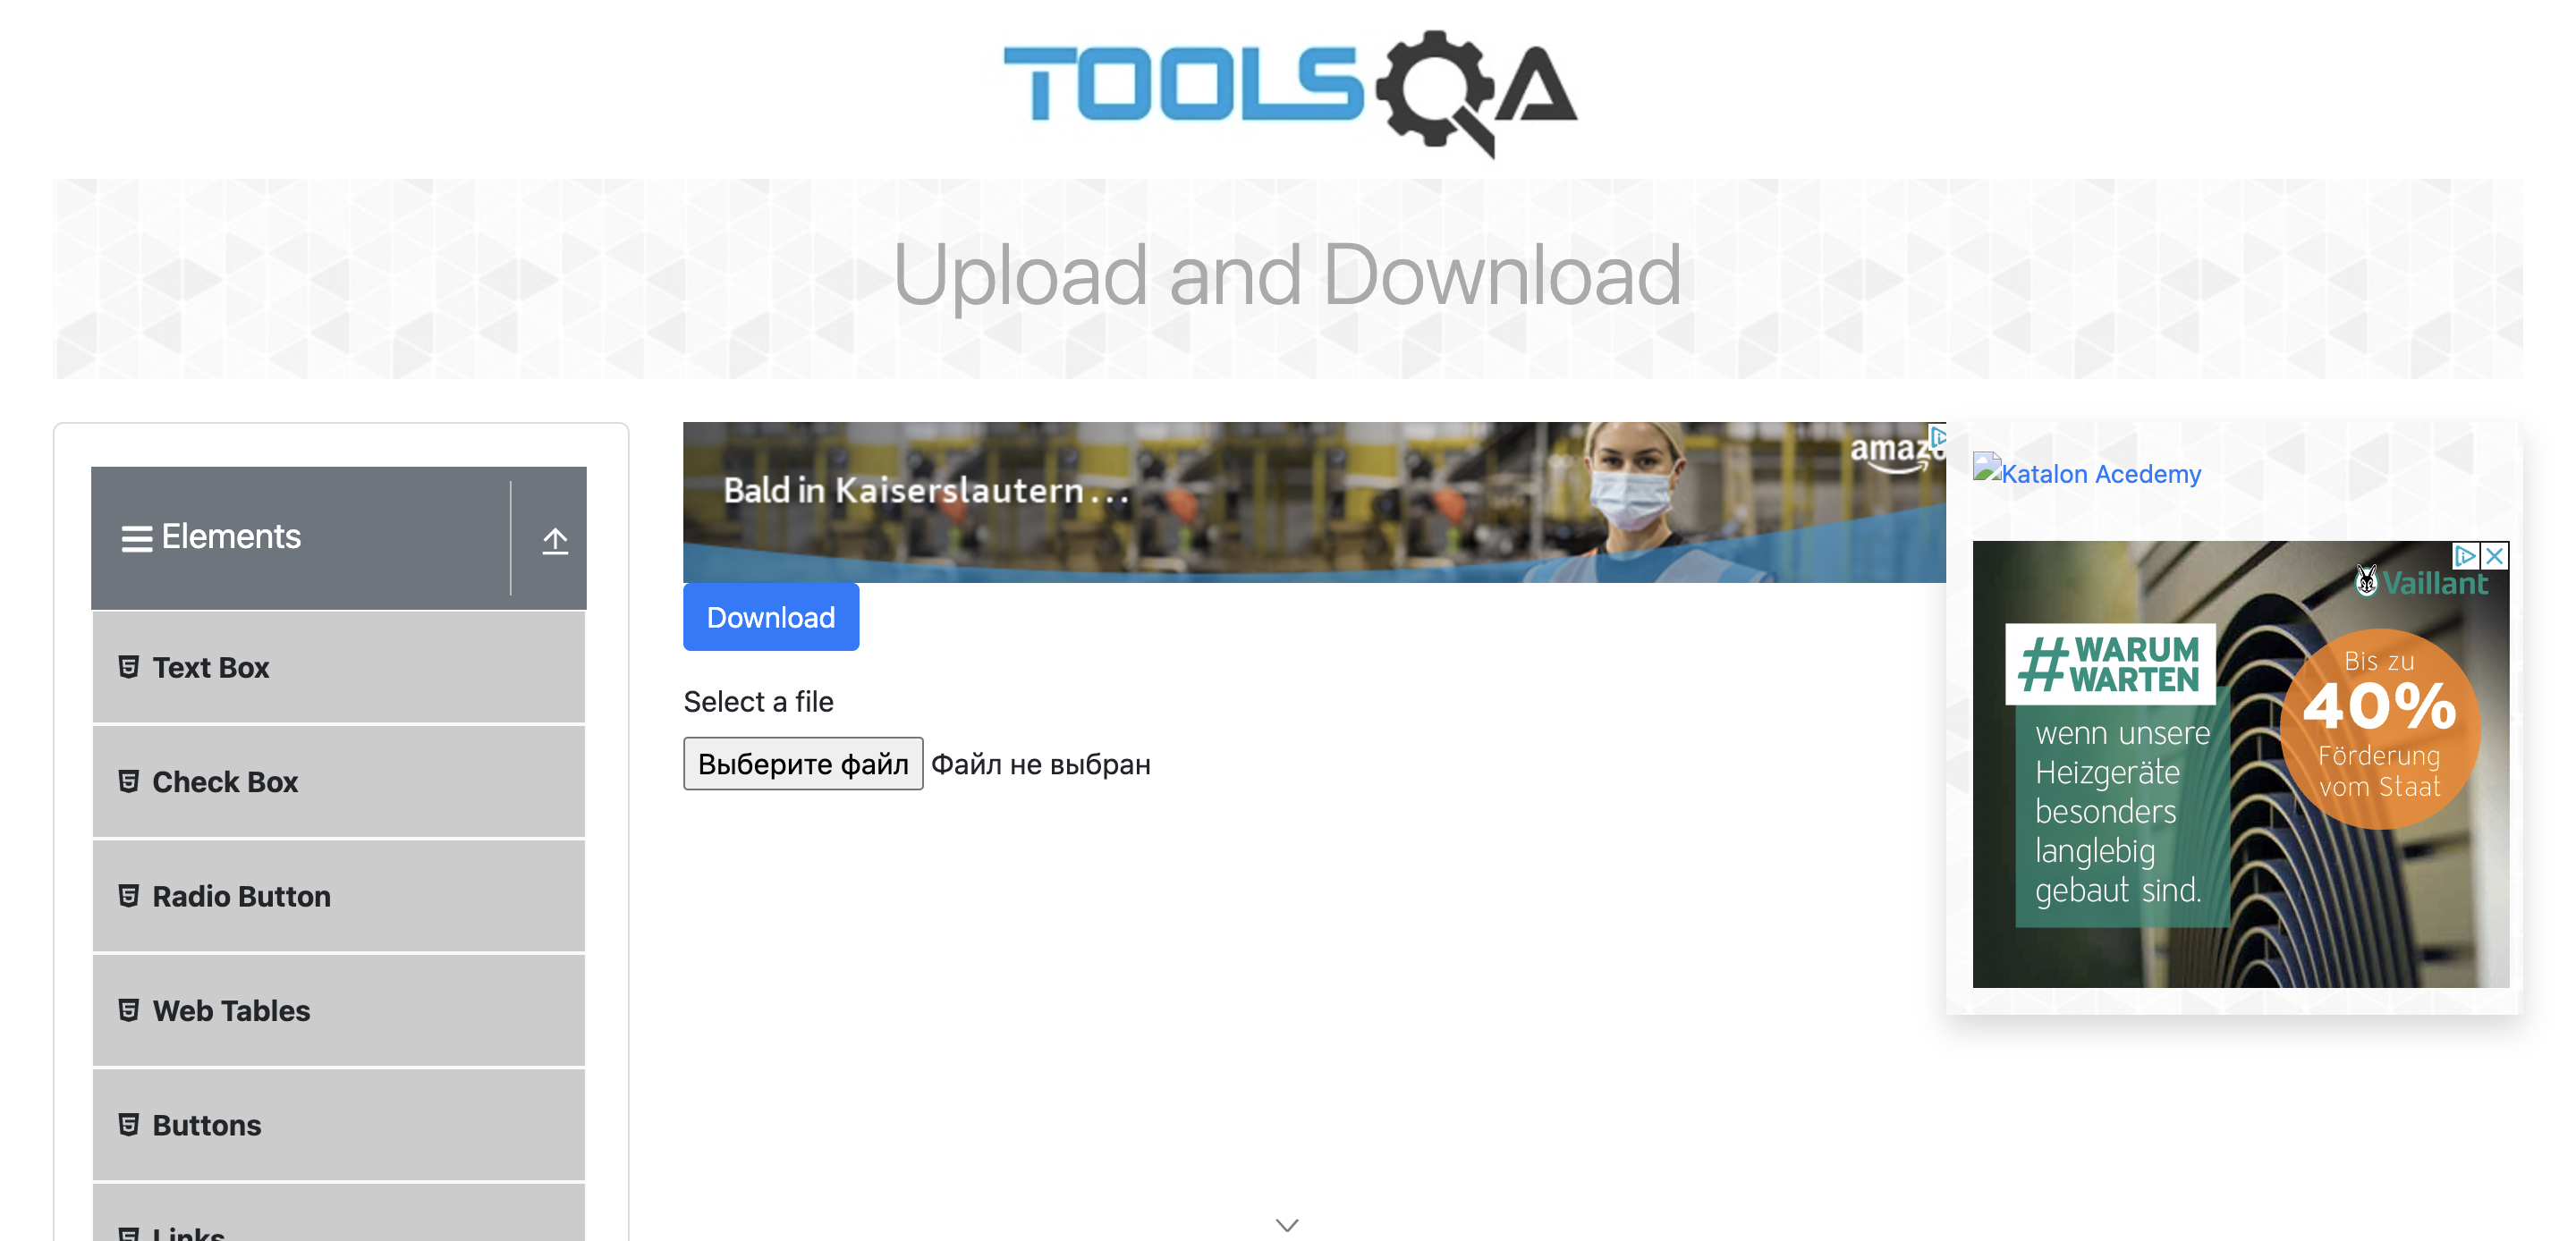 TOOLSQA
Upload and Download
Elements
Text Box
Check Box
Radio Button
Web Tables
Buttons
Links
Bald in Kaiserslautern...
Download
Select a file
Выберите файл Файл не выбран
Katalon Acedemy
Vaillant
#WARUM
WARTEN
wenn unsere
Heizgeräte
besonders
langlebig
gebaut sind.
Bis zu
40%
Förderung
vom Staat